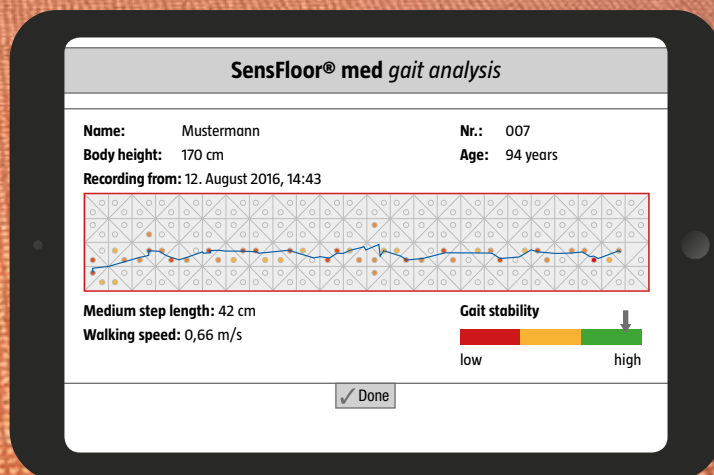 SensFloor® med gait analysis
Name: Mustermann Nr.: 007
Body height: 170 cm Age: 94 years
Recording from: 12. August 2016, 14:43
Medium step length: 42 cm Gait stability
Walking speed: 0,66 m/s
low high
Done